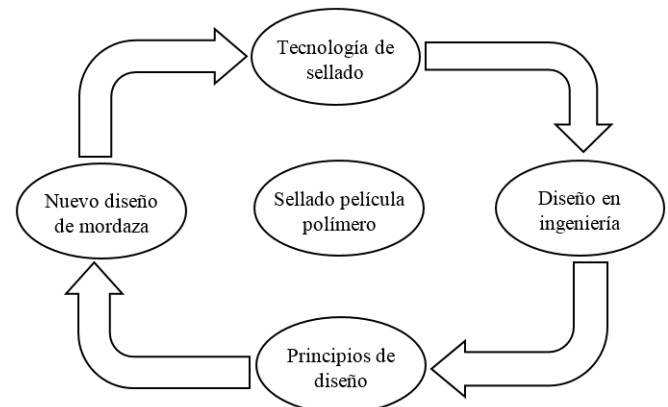 Tecnología de
sellado
Nuevo diseño
de mordaza
Sellado película
polímero
Diseño en
ingeniería
Principios de
diseño